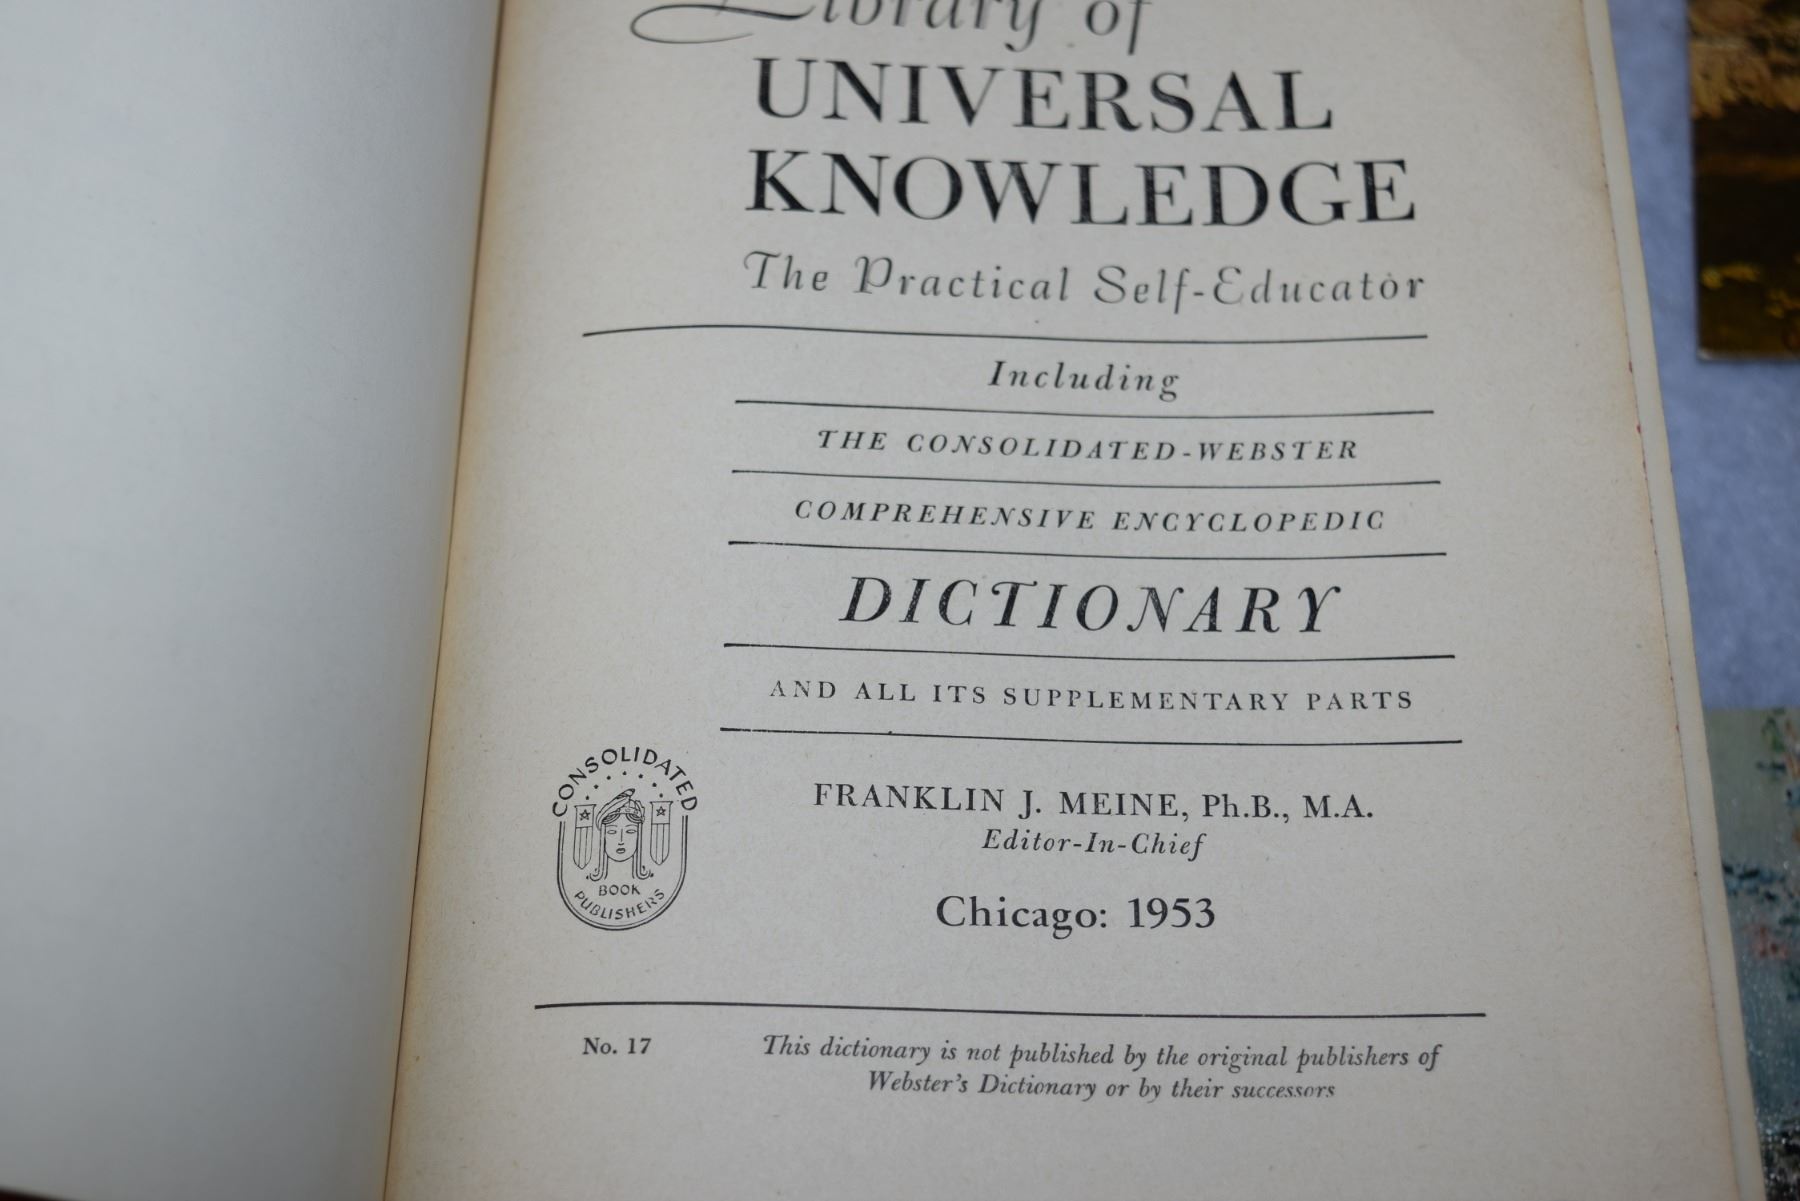 Library of
UNIVERSAL
KNOWLEDGE
The Practical Self-Educator
Including
THE CONSOLIDATED-WEBSTER
COMPREHENSIVE ENCYCLOPEDIC
DICTIONARY
AND ALL ITS SUPPLEMENTARY PARTS
CONSOLIDATED
BOOK
PUBLISHERS
FRANKLIN J. MEINE, Ph.B., M.A.
Editor-In-Chief
Chicago: 1953
No. 17
This dictionary is not published by the original publishers of
Webster's Dictionary or by their successors